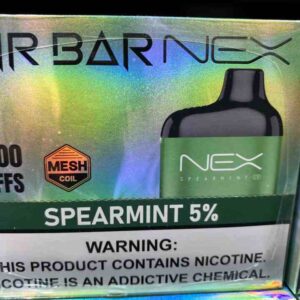 IR BAR NEX
00
FFS
MESH
COIL
NEX
SPEARMINT
SPEARMINT 5%
WARNING:
HIS PRODUCT CONTAINS NICOTINE.
NICOTINE IS AN ADDICTIVE CHEMICAL.